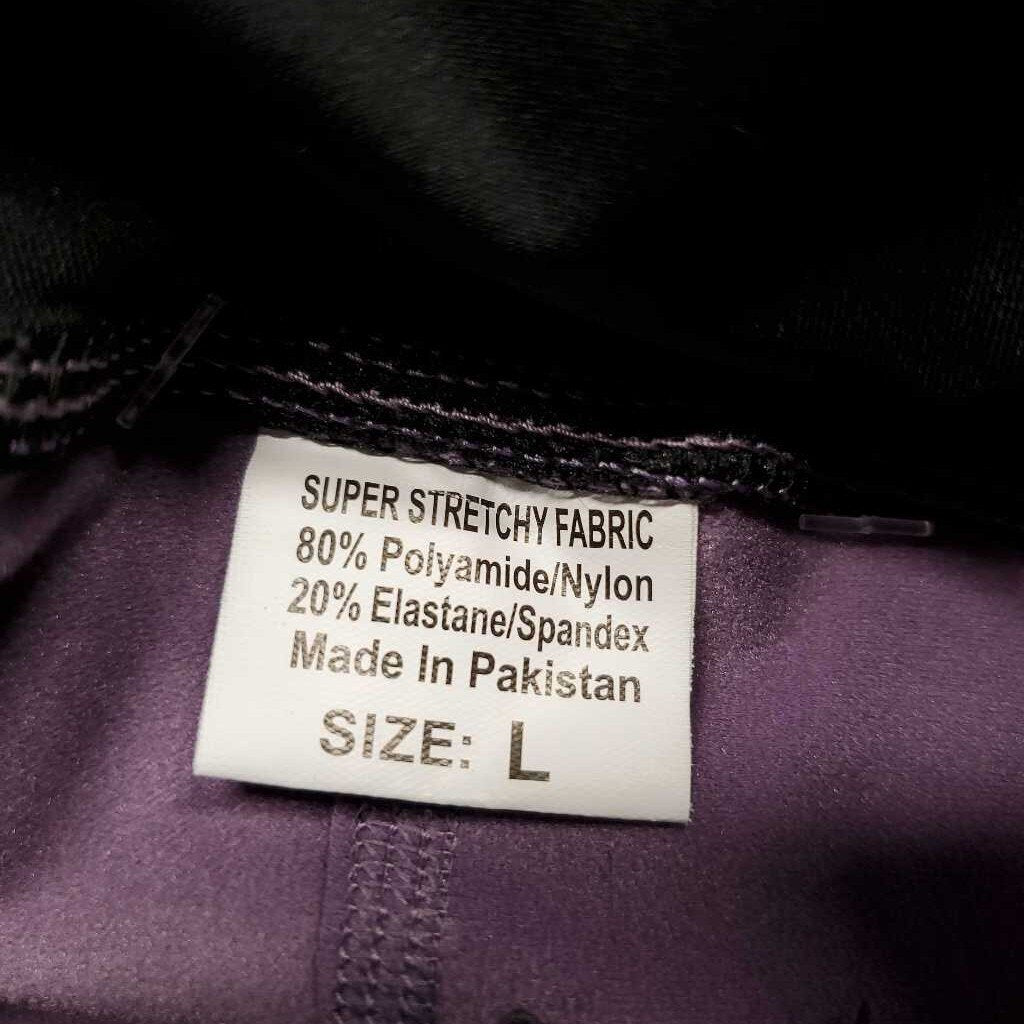 SUPER STRETCHY FABRIC
80% Polyamide/Nylon
20% Elastane/Spandex
Made In Pakistan
SIZE: L